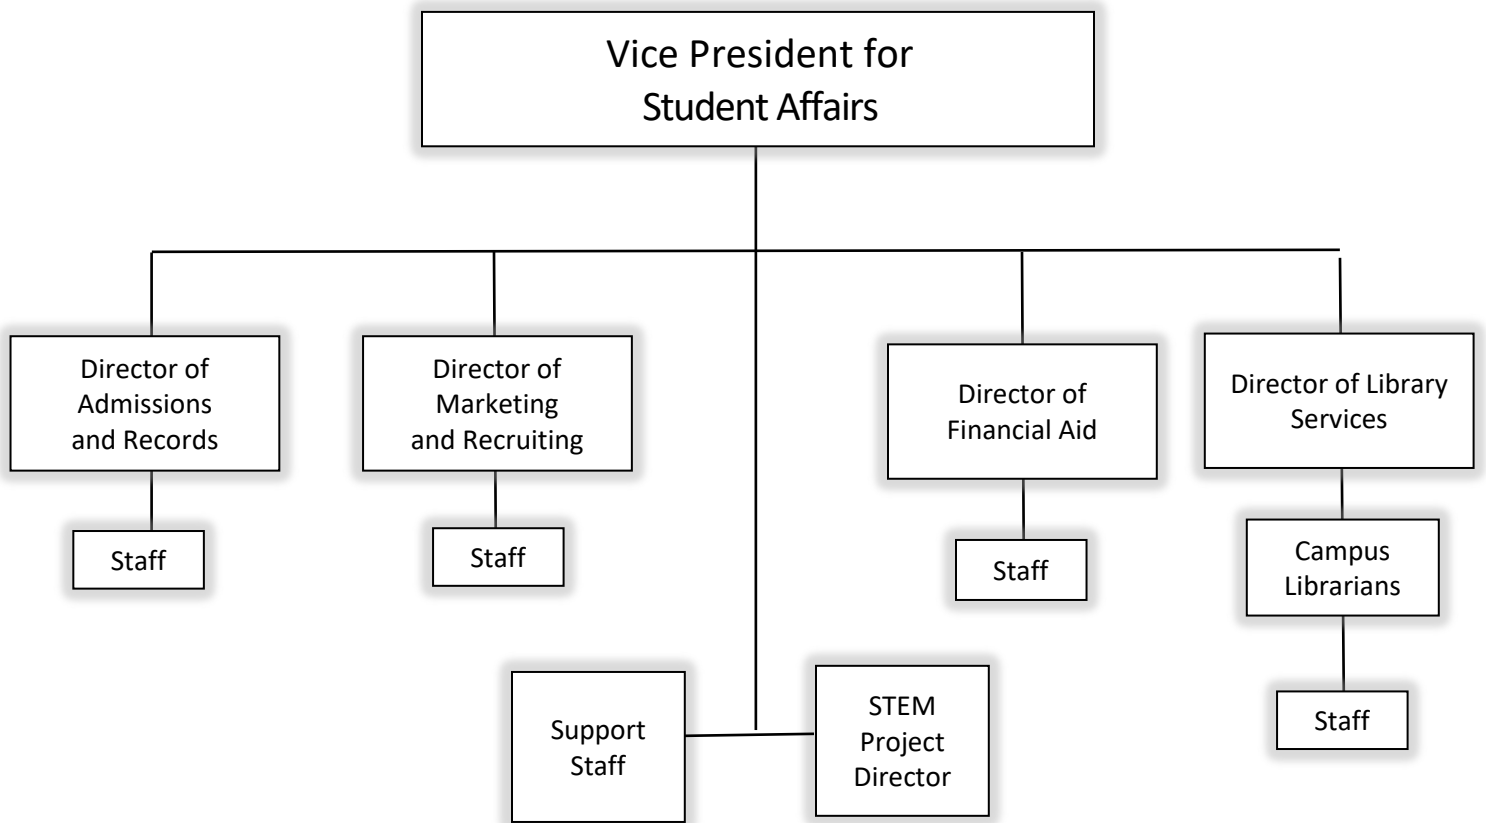 Vice President for
Student Affairs
Director of
Admissions
and Records
Director of
Marketing
and Recruiting
Director of
Financial Aid
Director of Library
Services
Staff
Staff
Staff
Campus
Librarians
Staff
Support
Staff
STEM
Project
Director